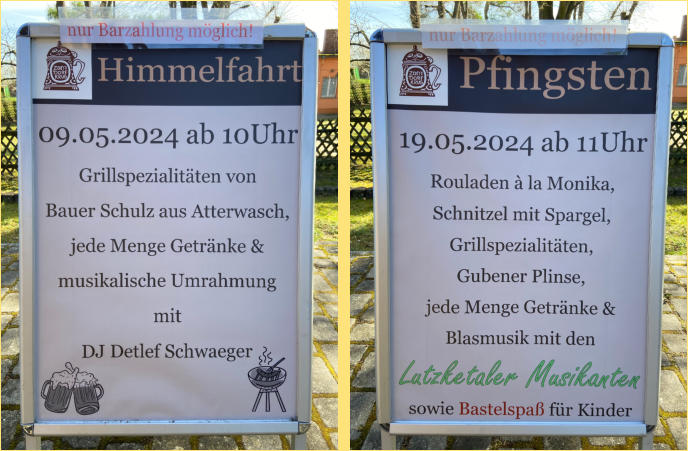 nur Barzahlung möglich!
Himmelfahrt
09.05.2024 ab 10Uhr
Grillspezialitäten von
Bauer Schulz aus Atterwasch,
jede Menge Getränke &
musikalische Umrahmung
mit
DJ Detlef Schwaeger
nur Barzahlung möglich!
Pfingsten
19.05.2024 ab 11Uhr
Rouladen à la Monika,
Schnitzel mit Spargel,
Grillspezialitäten,
Gubener Plinse,
jede Menge Getränke &
Blasmusik mit den
Lutzketaler Musikanten
sowie Bastelspaß für Kinder